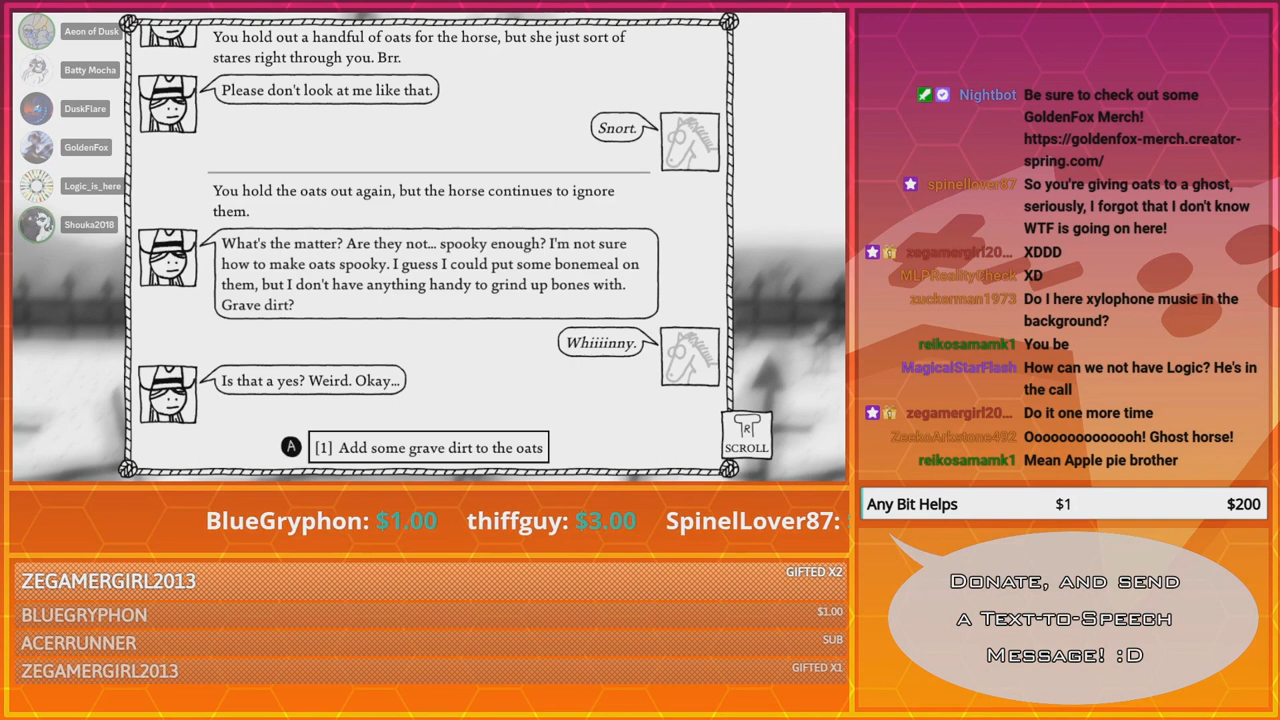 Aeon of Dusk
Batty Mocha
DuskFlare
GoldenFox
Logic_is_here
Shouka2018
You hold out a handful of oats for the horse, but she just sort of
stares right through you. Brr.
Please don't look at me like that.
Snort.
You hold the oats out again, but the horse continues to ignore
them.
What's the matter? Are they not... spooky enough? I'm not sure
how to make oats spooky. I guess I could put some bonemeal on
them, but I don't have anything handy to grind up bones with.
Grave dirt?
Whiiiinny.
Is that a yes? Weird. Okay...
A [1] Add some grave dirt to the oats
R
SCROLL
Nightbot Be sure to check out some
GoldenFox Merch!
https://goldenfox-merch.creator-
spring.com/
spinellover87 So you're giving oats to a ghost,
seriously, I forgot that I don't know
WTF is going on here!
zegamergirl20... XDDD
MLPRealityCheck XD
zuckerman1973 Do I here xylophone music in the
background?
reikosamamk1 You be
MagicalStarFlash How can we not have Logic? He's in
the call
zegamergirl20... Do it one more time
ZeekoArkstone492 Ooooooooooooh! Ghost horse!
reikosamamk1 Mean Apple pie brother
Any Bit Helps $1 $200
BlueGryphon: $1.00 thiffguy: $3.00 SpinelLover87:
ZEGAMERGIRL2013 GIFTED X2
BLUEGRYPHON $1.00
ACERRUNNER SUB
ZEGAMERGIRL2013 GIFTED X1
Donate, and send
a Text-to-Speech
Message! :D